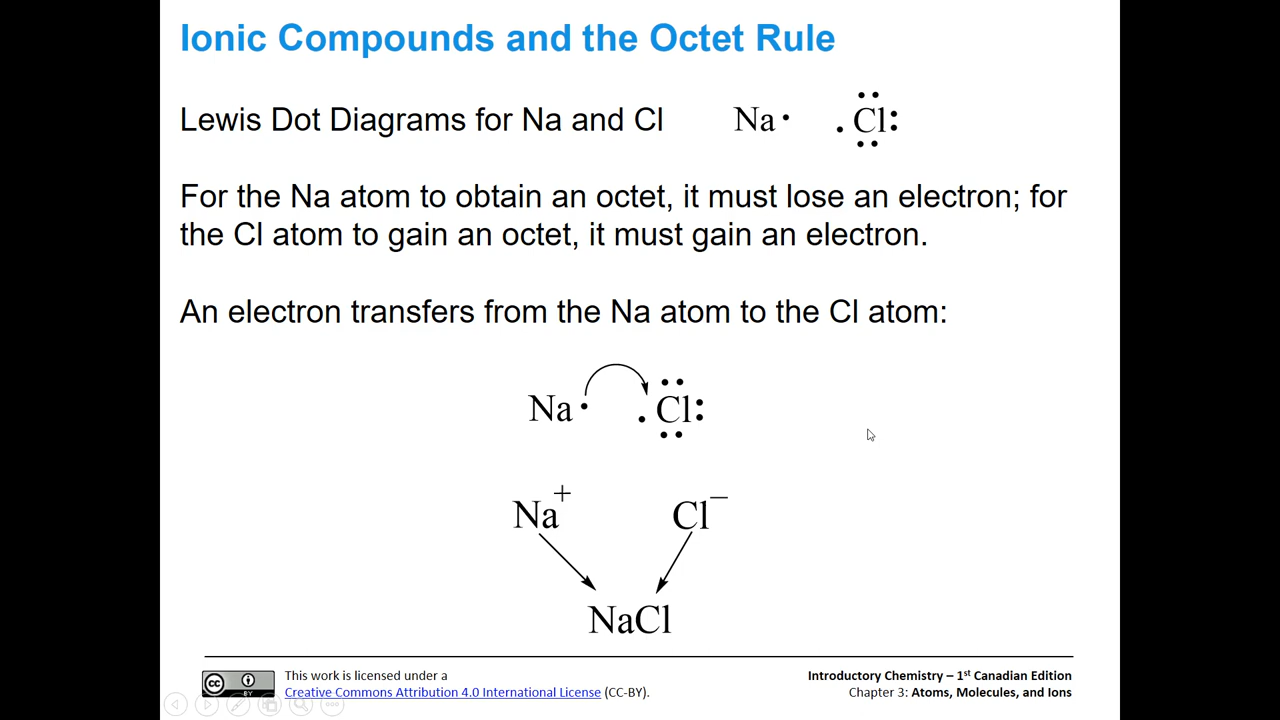 Ionic Compounds and the Octet Rule
Lewis Dot Diagrams for Na and Cl Na· ·Cl:
For the Na atom to obtain an octet, it must lose an electron; for
the Cl atom to gain an octet, it must gain an electron.
An electron transfers from the Na atom to the Cl atom:
Na· ·Cl:
Na⁺ Cl⁻
NaCl
cc BY
This work is licensed under a
Creative Commons Attribution 4.0 International License (CC-BY).
Introductory Chemistry – 1st Canadian Edition
Chapter 3: Atoms, Molecules, and Ions